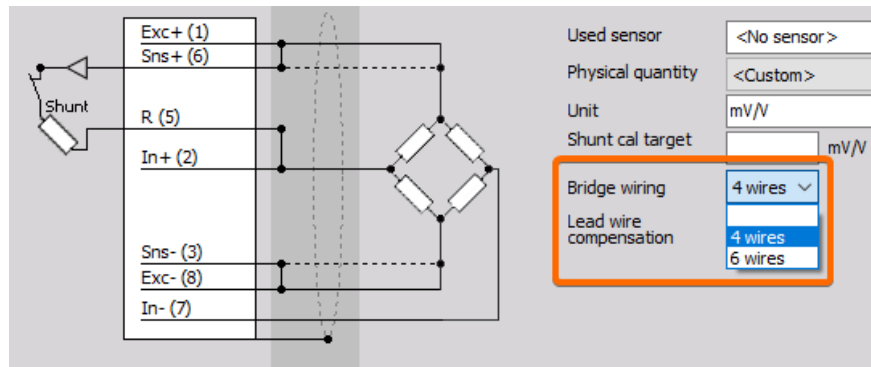 Exc+ (1)
Sns+ (6)
Shunt
R (5)
In+ (2)
Sns- (3)
Exc- (8)
In- (7)
Used sensor <No sensor>
Physical quantity <Custom>
Unit mV/V
Shunt cal target mV/V
Bridge wiring 4 wires
Lead wire
compensation
4 wires
6 wires